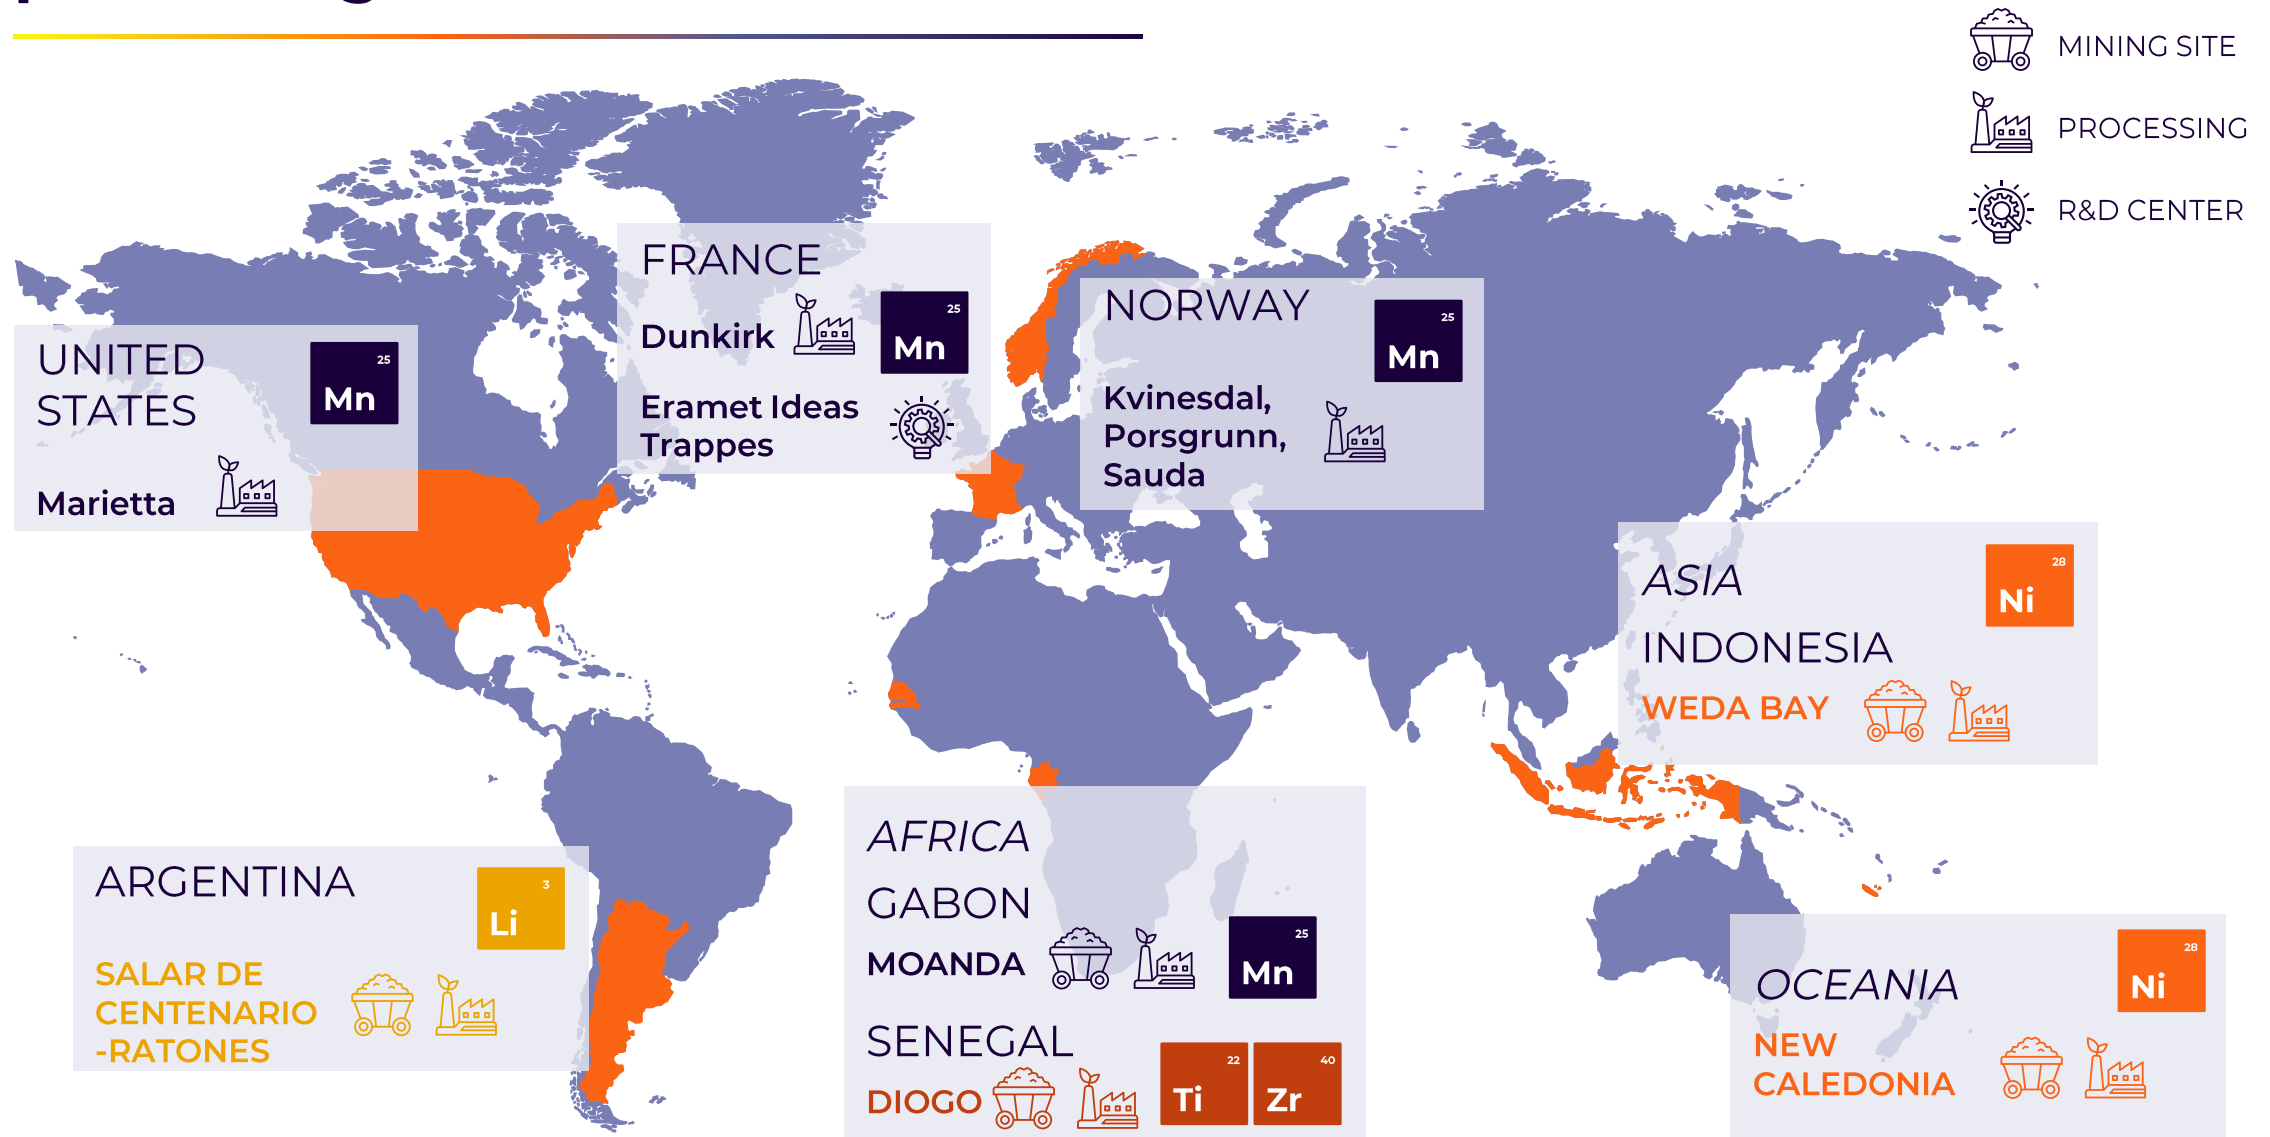 MINING SITE
PROCESSING
R&D CENTER
FRANCE
Dunkirk
25
Mn
Eramet Ideas
Trappes
NORWAY
25
Mn
Kvinesdal,
Porsgrunn,
Sauda
UNITED
STATES
25
Mn
Marietta
ASIA
28
Ni
INDONESIA
WEDA BAY
AFRICA
GABON
MOANDA
25
Mn
SENEGAL
DIOGO
22
Ti
40
Zr
ARGENTINA
3
Li
SALAR DE
CENTENARIO
-RATONES
OCEANIA
28
Ni
NEW
CALEDONIA